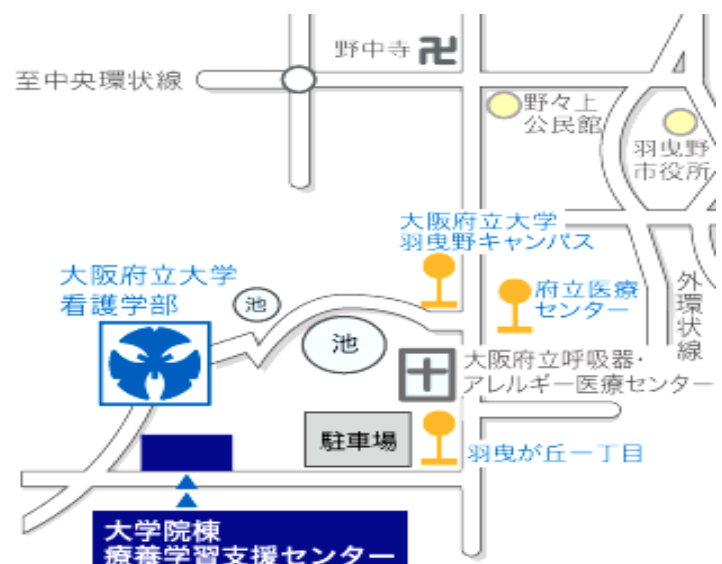 野中寺 卍
至中央環状線
野々上
公民館
羽曳野
市役所
大阪府立大学
羽曳野キャンパス
大阪府立大学
看護学部
池
府立医療
センター
外環状線
池
大阪府立呼吸器・
アレルギー医療センター
駐車場
羽曳が丘一丁目
大学院棟
療養学習支援センター